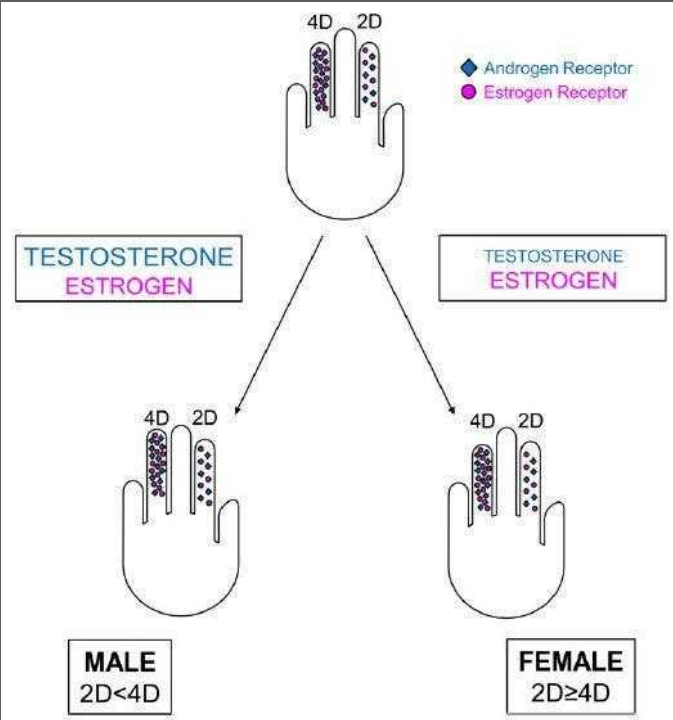 4D 2D
Androgen Receptor
Estrogen Receptor
TESTOSTERONE
ESTROGEN
TESTOSTERONE
ESTROGEN
4D 2D
4D 2D
MALE
2D<4D
FEMALE
2D≥4D